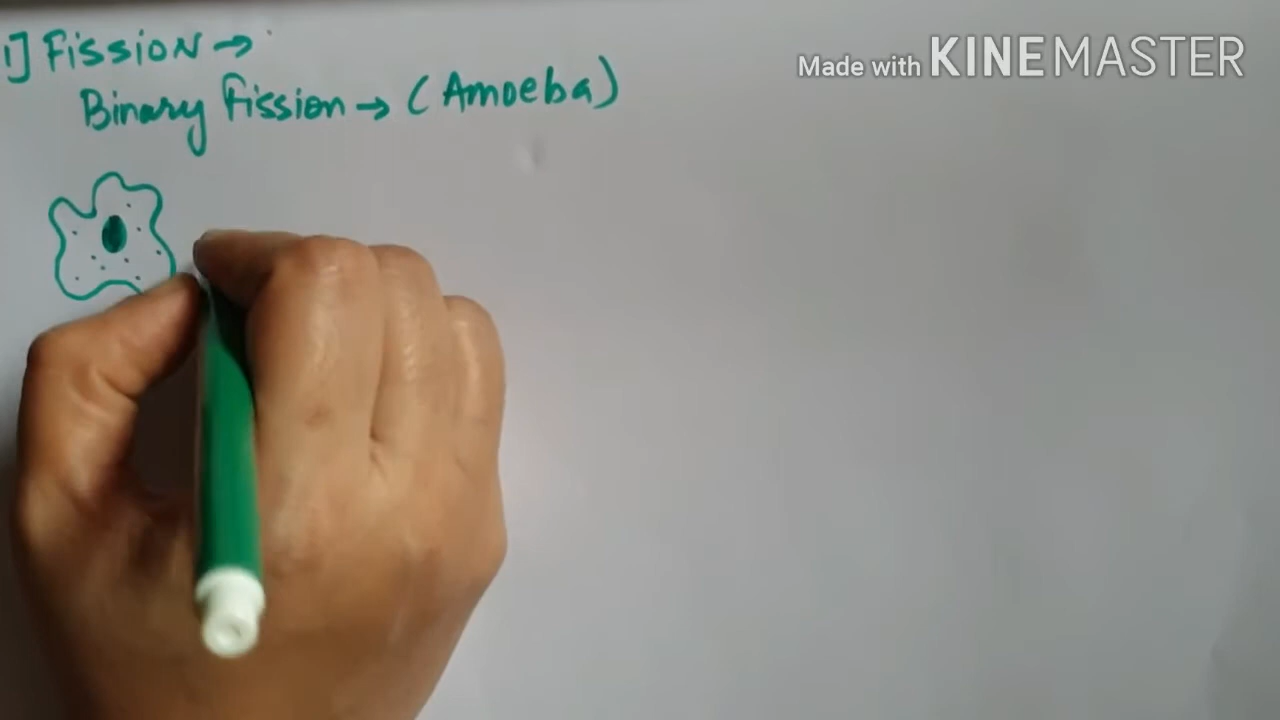 1] Fission →
Made with KINEMASTER
Binary Fission → (Amoeba)